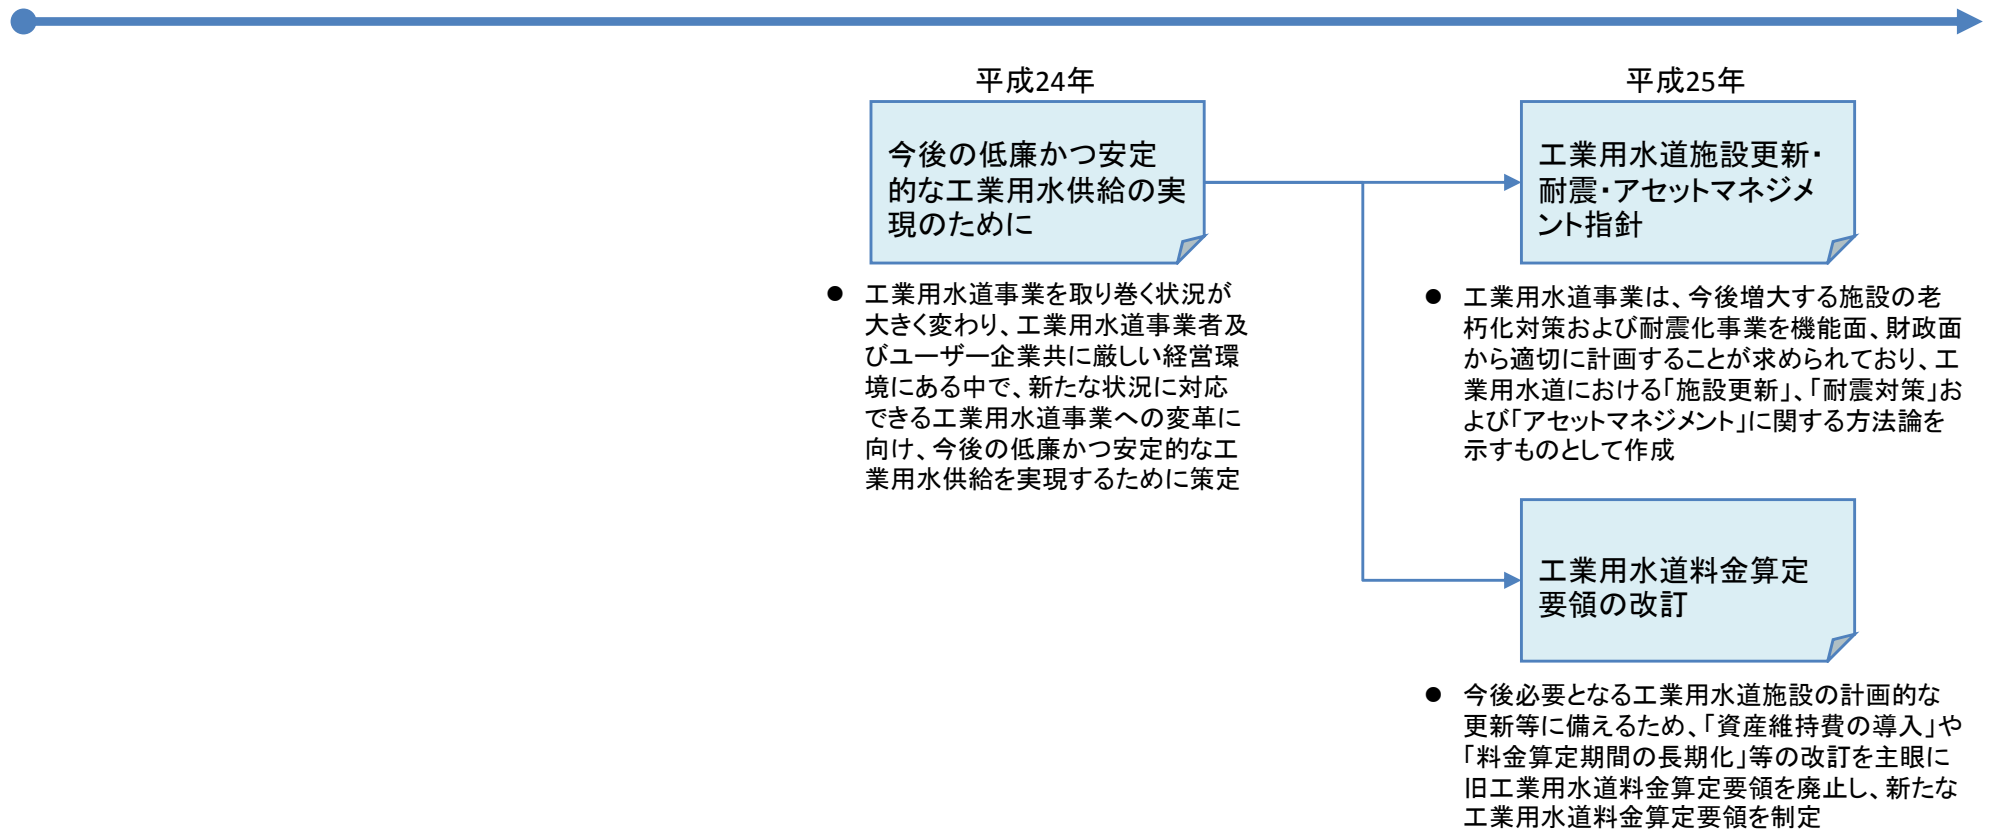 平成24年
今後の低廉かつ安定
的な工業用水供給の実
現のために
● 工業用水道事業を取り巻く状況が
大きく変わり、工業用水道事業者及
びユーザー企業共に厳しい経営環
境にある中で、新たな状況に対応
できる工業用水道事業への変革に
向け、今後の低廉かつ安定的な工
業用水供給を実現するために策定
平成25年
工業用水道施設更新・
耐震・アセットマネジメ
ント指針
● 工業用水道事業は、今後増大する施設の老
朽化対策および耐震化事業を機能面、財政面
から適切に計画することが求められており、工
業用水道における「施設更新」、「耐震対策」お
よび「アセットマネジメント」に関する方法論を
示すものとして作成
工業用水道料金算定
要領の改訂
● 今後必要となる工業用水道施設の計画的な
更新等に備えるため、「資産維持費の導入」や
「料金算定期間の長期化」等の改訂を主眼に
旧工業用水道料金算定要領を廃止し、新たな
工業用水道料金算定要領を制定